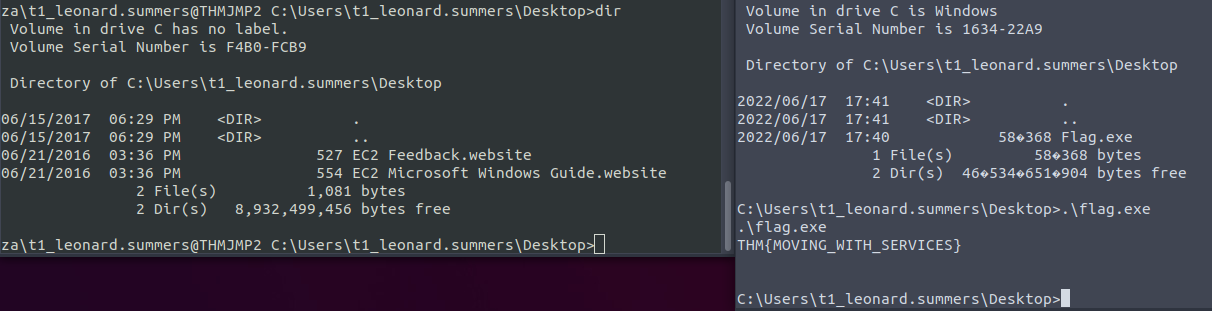 za\t1_leonard.summers@THMJMP2 C:\Users\t1_leonard.summers\Desktop>dir
 Volume in drive C has no label.
 Volume Serial Number is F4B0-FCB9

 Directory of C:\Users\t1_leonard.summers\Desktop

06/15/2017  06:29 PM    <DIR>          .
06/15/2017  06:29 PM    <DIR>          ..
06/21/2016  03:36 PM               527 EC2 Feedback.website
06/21/2016  03:36 PM               554 EC2 Microsoft Windows Guide.website
               2 File(s)          1,081 bytes
               2 Dir(s)   8,932,499,456 bytes free

za\t1_leonard.summers@THMJMP2 C:\Users\t1_leonard.summers\Desktop>
 Volume in drive C is Windows
 Volume Serial Number is 1634-22A9

 Directory of C:\Users\t1_leonard.summers\Desktop

2022/06/17  17:41    <DIR>          .
2022/06/17  17:41    <DIR>          ..
2022/06/17  17:40            58�368 Flag.exe
               1 File(s)         58�368 bytes
               2 Dir(s)  46�534�651�904 bytes free

C:\Users\t1_leonard.summers\Desktop>.\flag.exe
.\flag.exe
THM{MOVING_WITH_SERVICES}

C:\Users\t1_leonard.summers\Desktop>